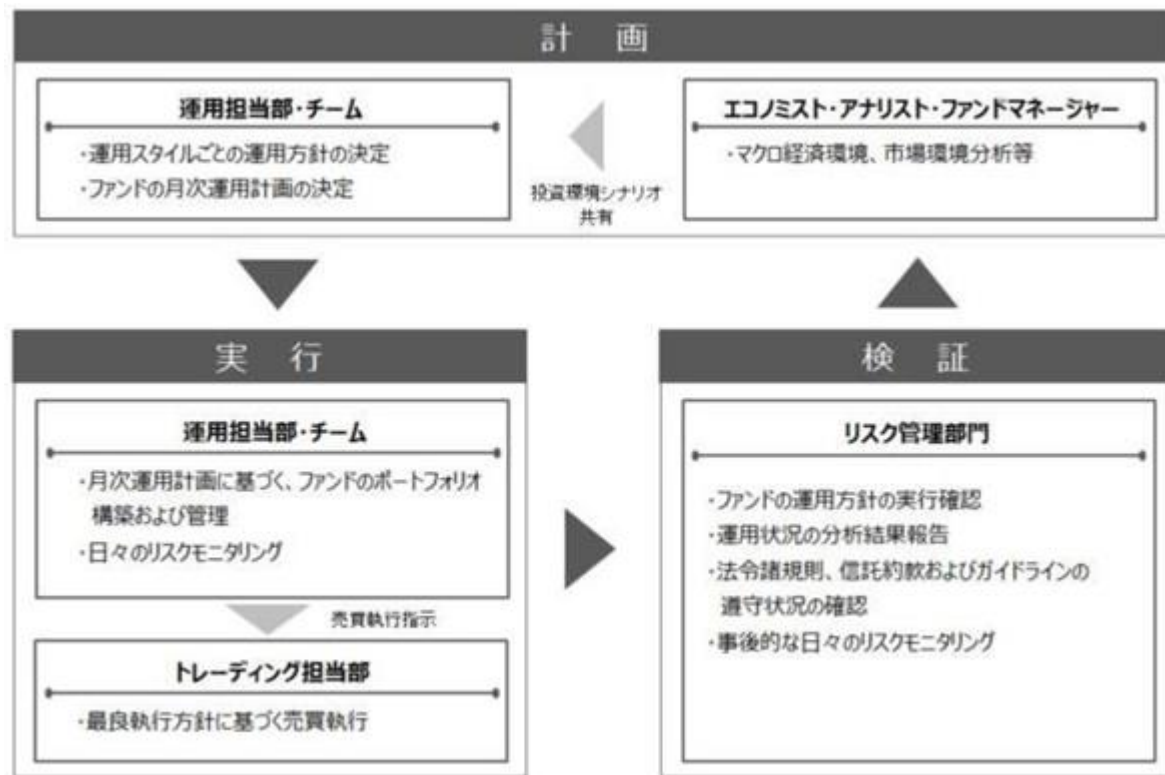 計 画
運用担当部・チーム
・運用スタイルごとの運用方針の決定
・ファンドの月次運用計画の決定
投資環境シナリオ
共有
エコノミスト・アナリスト・ファンドマネージャー
・マクロ経済環境、市場環境分析等
実 行
運用担当部・チーム
・月次運用計画に基づく、ファンドのポートフォリオ
構築および管理
・日々のリスクモニタリング
売買執行指示
トレーディング担当部
・最良執行方針に基づく売買執行
検 証
リスク管理部門
・ファンドの運用方針の実行確認
・運用状況の分析結果報告
・法令諸規則、信託約款およびガイドラインの
遵守状況の確認
・事後的な日々のリスクモニタリング